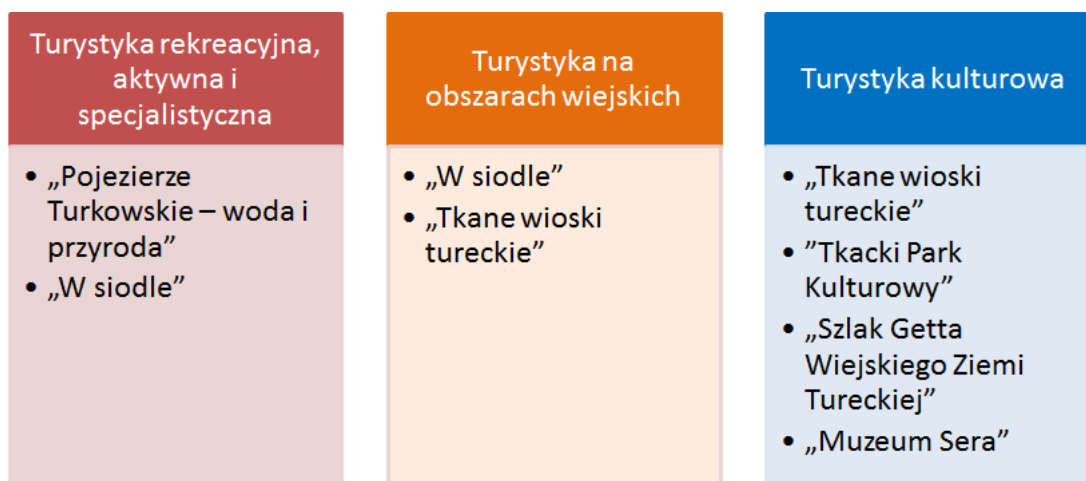 Turystyka rekreacyjna,
aktywna i
specjalistyczna
• „Pojezierze
Turkowskie – woda i
przyroda”
• „W siodle”
Turystyka na
obszarach wiejskich
• „W siodle”
• „Tkane wioski
tureckie”
Turystyka kulturowa
• „Tkane wioski
tureckie”
• ”Tkacki Park
Kulturowy”
• „Szlak Getta
Wiejskiego Ziemi
Tureckiej”
• „Muzeum Sera”